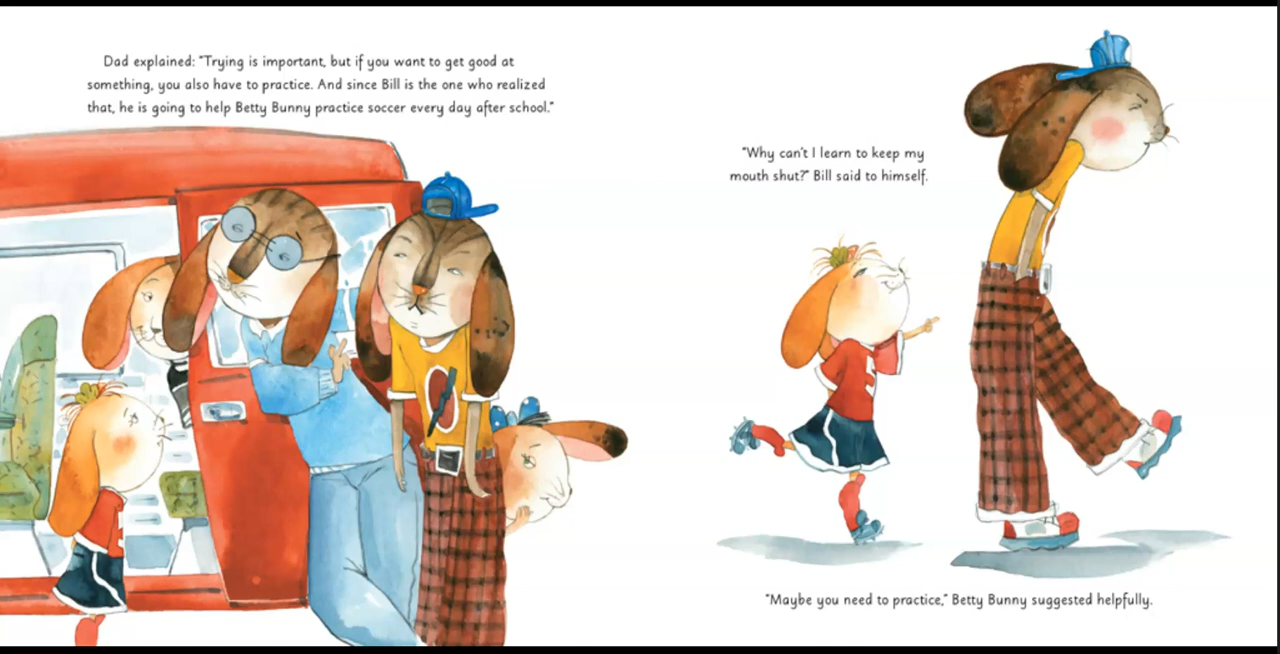 Dad explained: "Trying is important, but if you want to get good at
something, you also have to practice. And since Bill is the one who realized
that, he is going to help Betty Bunny practice soccer every day after school."
"Why can't I learn to keep my
mouth shut?" Bill said to himself.
"Maybe you need to practice," Betty Bunny suggested helpfully.